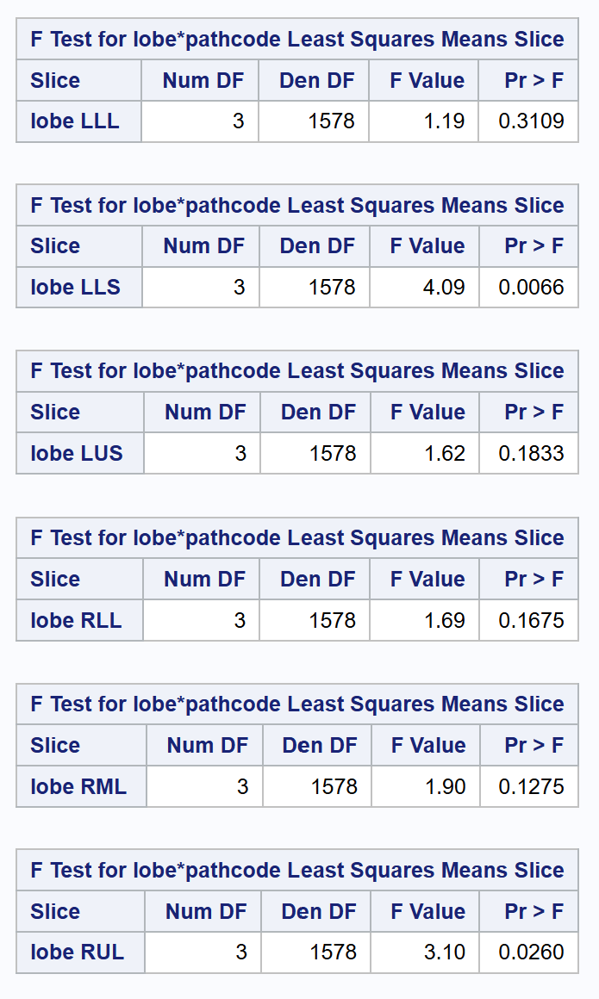 F Test for lobe*pathcode Least Squares Means Slice
Slice Num DF Den DF F Value Pr > F
lobe LLL 3 1578 1.19 0.3109
F Test for lobe*pathcode Least Squares Means Slice
Slice Num DF Den DF F Value Pr > F
lobe LLS 3 1578 4.09 0.0066
F Test for lobe*pathcode Least Squares Means Slice
Slice Num DF Den DF F Value Pr > F
lobe LUS 3 1578 1.62 0.1833
F Test for lobe*pathcode Least Squares Means Slice
Slice Num DF Den DF F Value Pr > F
lobe RLL 3 1578 1.69 0.1675
F Test for lobe*pathcode Least Squares Means Slice
Slice Num DF Den DF F Value Pr > F
lobe RML 3 1578 1.90 0.1275
F Test for lobe*pathcode Least Squares Means Slice
Slice Num DF Den DF F Value Pr > F
lobe RUL 3 1578 3.10 0.0260